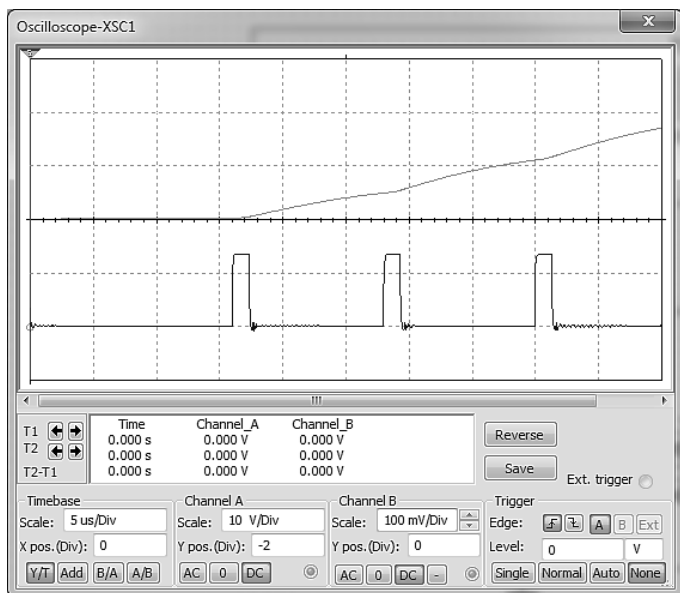 Oscilloscope-XSC1
X
T1
T2
T2-T1
Time Channel_A Channel_B
0.000 s 0.000 V 0.000 V
0.000 s 0.000 V 0.000 V
0.000 s 0.000 V 0.000 V
Reverse
Save
Ext. trigger
Timebase
Scale: 5 us/Div
X pos.(Div): 0
Y/T Add B/A A/B
Channel A
Scale: 10 V/Div
Y pos.(Div): -2
AC 0 DC
Channel B
Scale: 100 mV/Div
Y pos.(Div): 0
AC 0 DC -
Trigger
Edge: A B Ext
Level: 0 V
Single Normal Auto None